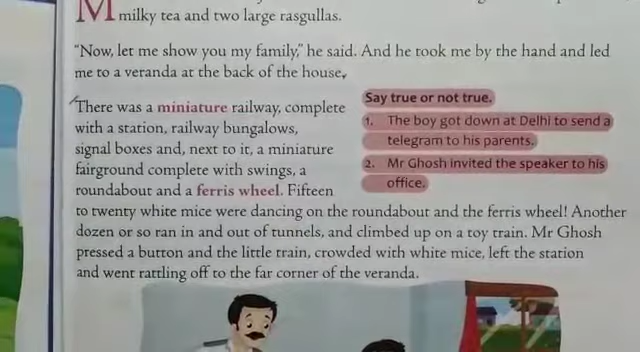 M
milky tea and two large rasgullas.
“Now, let me show you my family,” he said. And he took me by the hand and led
me to a veranda at the back of the house,
There was a miniature railway, complete
with a station, railway bungalows,
signal boxes and, next to it, a miniature
fairground complete with swings, a
roundabout and a ferris wheel. Fifteen
Say true or not true.
1. The boy got down at Delhi to send a
telegram to his parents.
2. Mr Ghosh invited the speaker to his
office.
to twenty white mice were dancing on the roundabout and the ferris wheel! Another
dozen or so ran in and out of tunnels, and climbed up on a toy train. Mr Ghosh
pressed a button and the little train, crowded with white mice, left the station
and went rattling off to the far corner of the veranda.